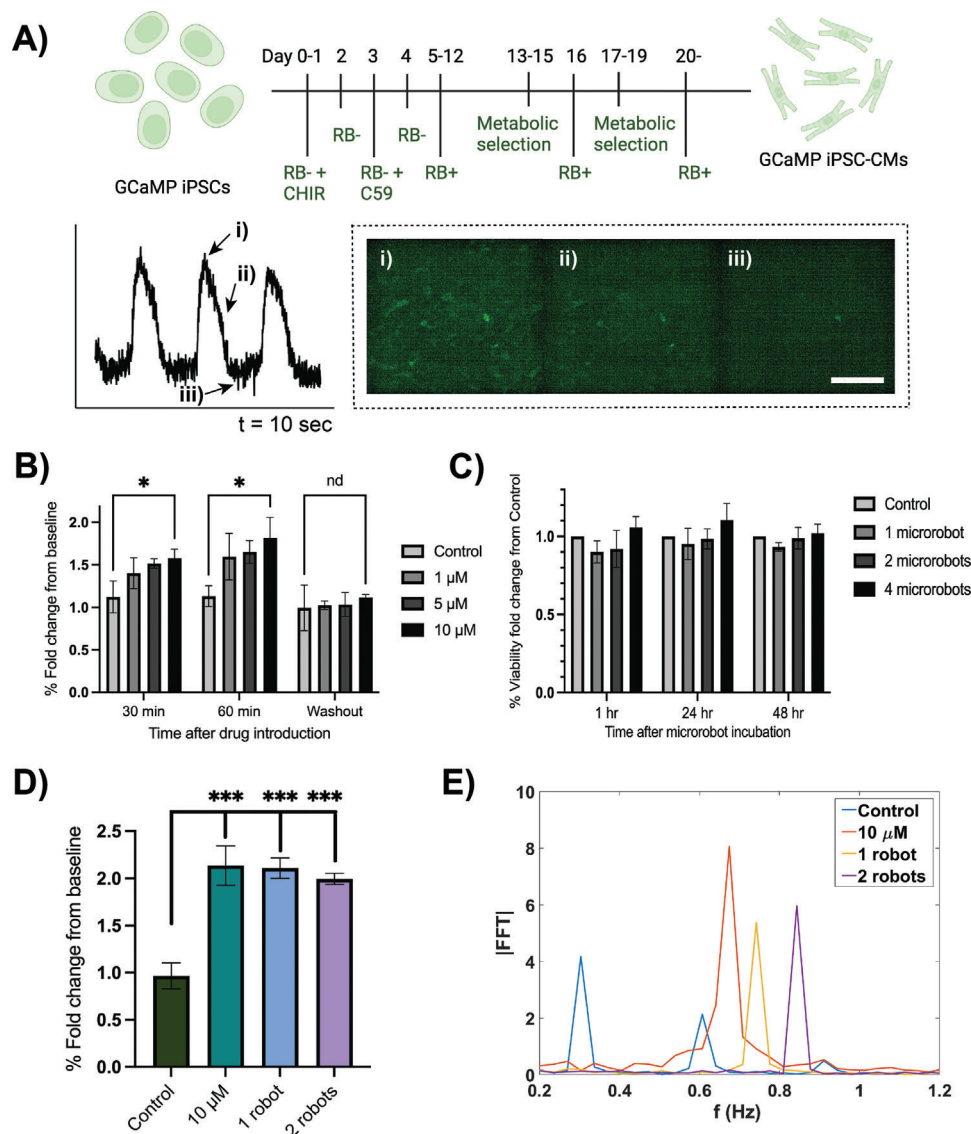 A)
Day 0-1 2 3 4 5-12 13-15 16 17-19 20-
RB- RB- Metabolic selection Metabolic selection
RB- + CHIR RB- + C59 RB+ RB+ RB+
GCaMP iPSCs
GCaMP iPSC-CMs
i)
ii)
iii)
t = 10 sec
i) ii) iii)
B)
% Fold change from baseline
2.0
1.5
1.0
0.5
0.0
* * nd
Control
1 µM
5 µM
10 µM
30 min 60 min Washout
Time after drug introduction
C)
% Viability fold change from Control
1.0
0.5
0.0
Control
1 microrobot
2 microrobots
4 microrobots
1 hr 24 hr 48 hr
Time after microrobot incubation
D)
% Fold change from baseline
2.5
2.0
1.5
1.0
0.5
0.0
*** *** ***
Control 10 µM 1 robot 2 robots
E)
|FFT|
10
8
6
4
2
0
Control
10 µM
1 robot
2 robots
0.2 0.4 0.6 0.8 1 1.2
f (Hz)